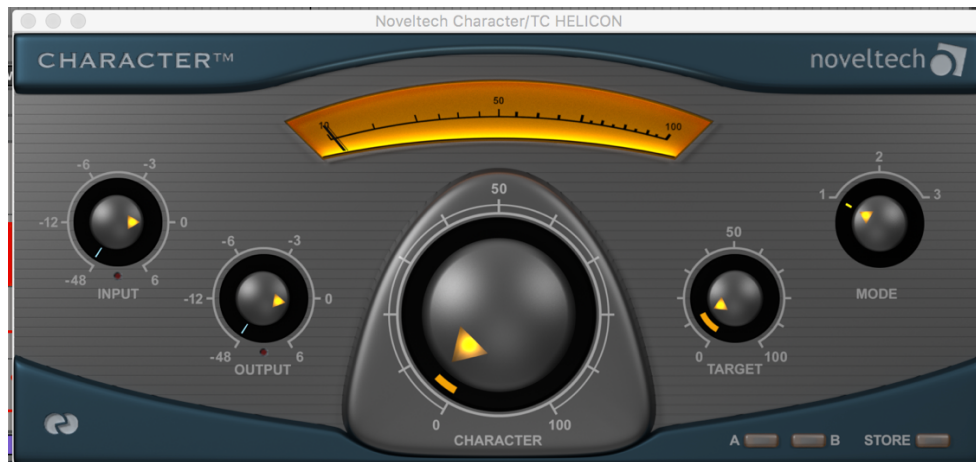 Noveltech Character/TC HELICON
CHARACTER™
noveltech
10 50 100
-48 -12 -6 -3 0 6
INPUT
-48 -12 -6 -3 0 6
OUTPUT
0 50 100
CHARACTER
0 50 100
TARGET
1 2 3
MODE
A B STORE